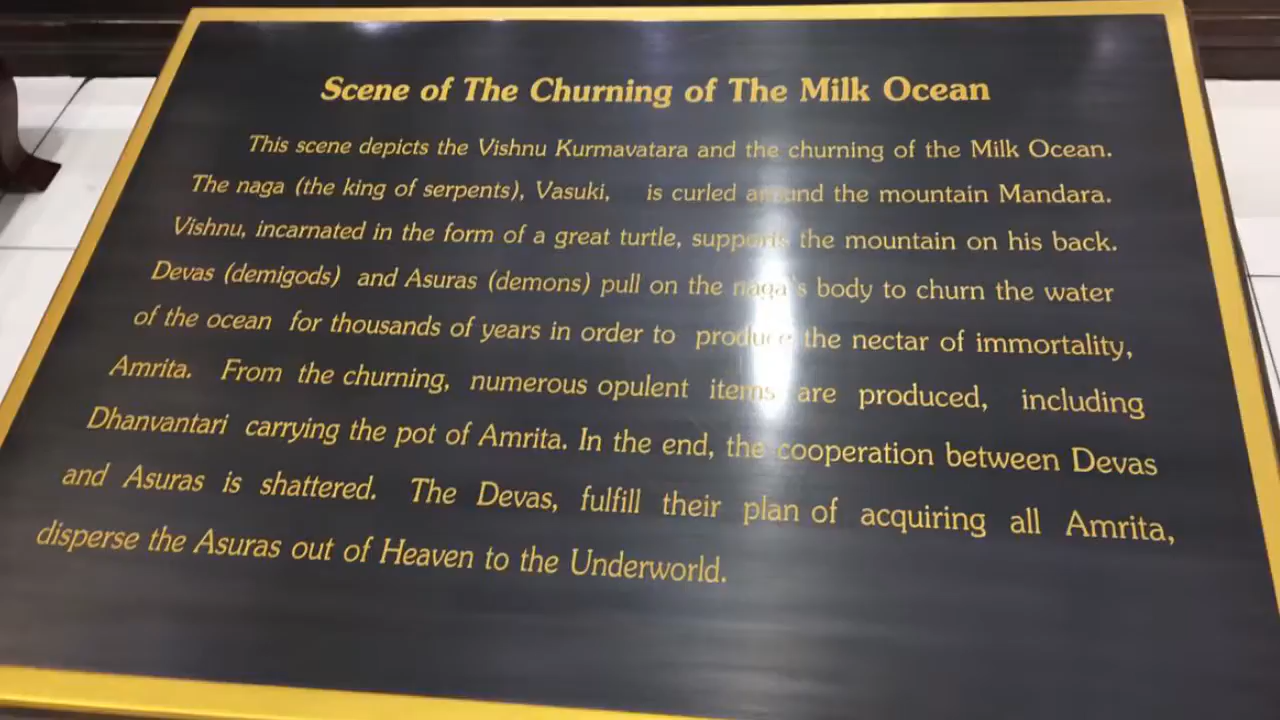 Scene of The Churning of The Milk Ocean
This scene depicts the Vishnu Kurmavatara and the churning of the Milk Ocean.
The naga (the king of serpents), Vasuki, is curled around the mountain Mandara.
Vishnu, incarnated in the form of a great turtle, supports the mountain on his back.
Devas (demigods) and Asuras (demons) pull on the naga's body to churn the water
of the ocean for thousands of years in order to produce the nectar of immortality,
Amrita. From the churning, numerous opulent items are produced, including
Dhanvantari carrying the pot of Amrita. In the end, the cooperation between Devas
and Asuras is shattered. The Devas, fulfill their plan of acquiring all Amrita,
disperse the Asuras out of Heaven to the Underworld.